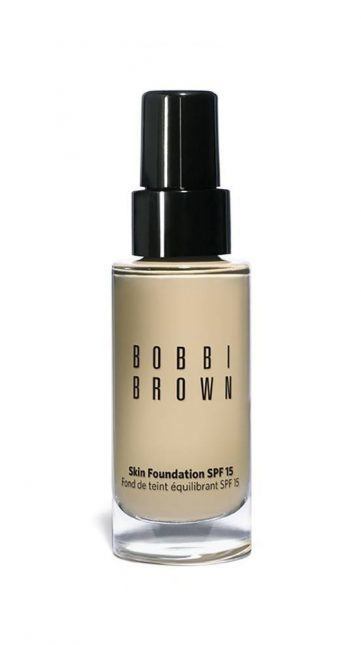 BOBBI
BROWN
Skin Foundation SPF 15
Fond de teint équilibrant SPF 15